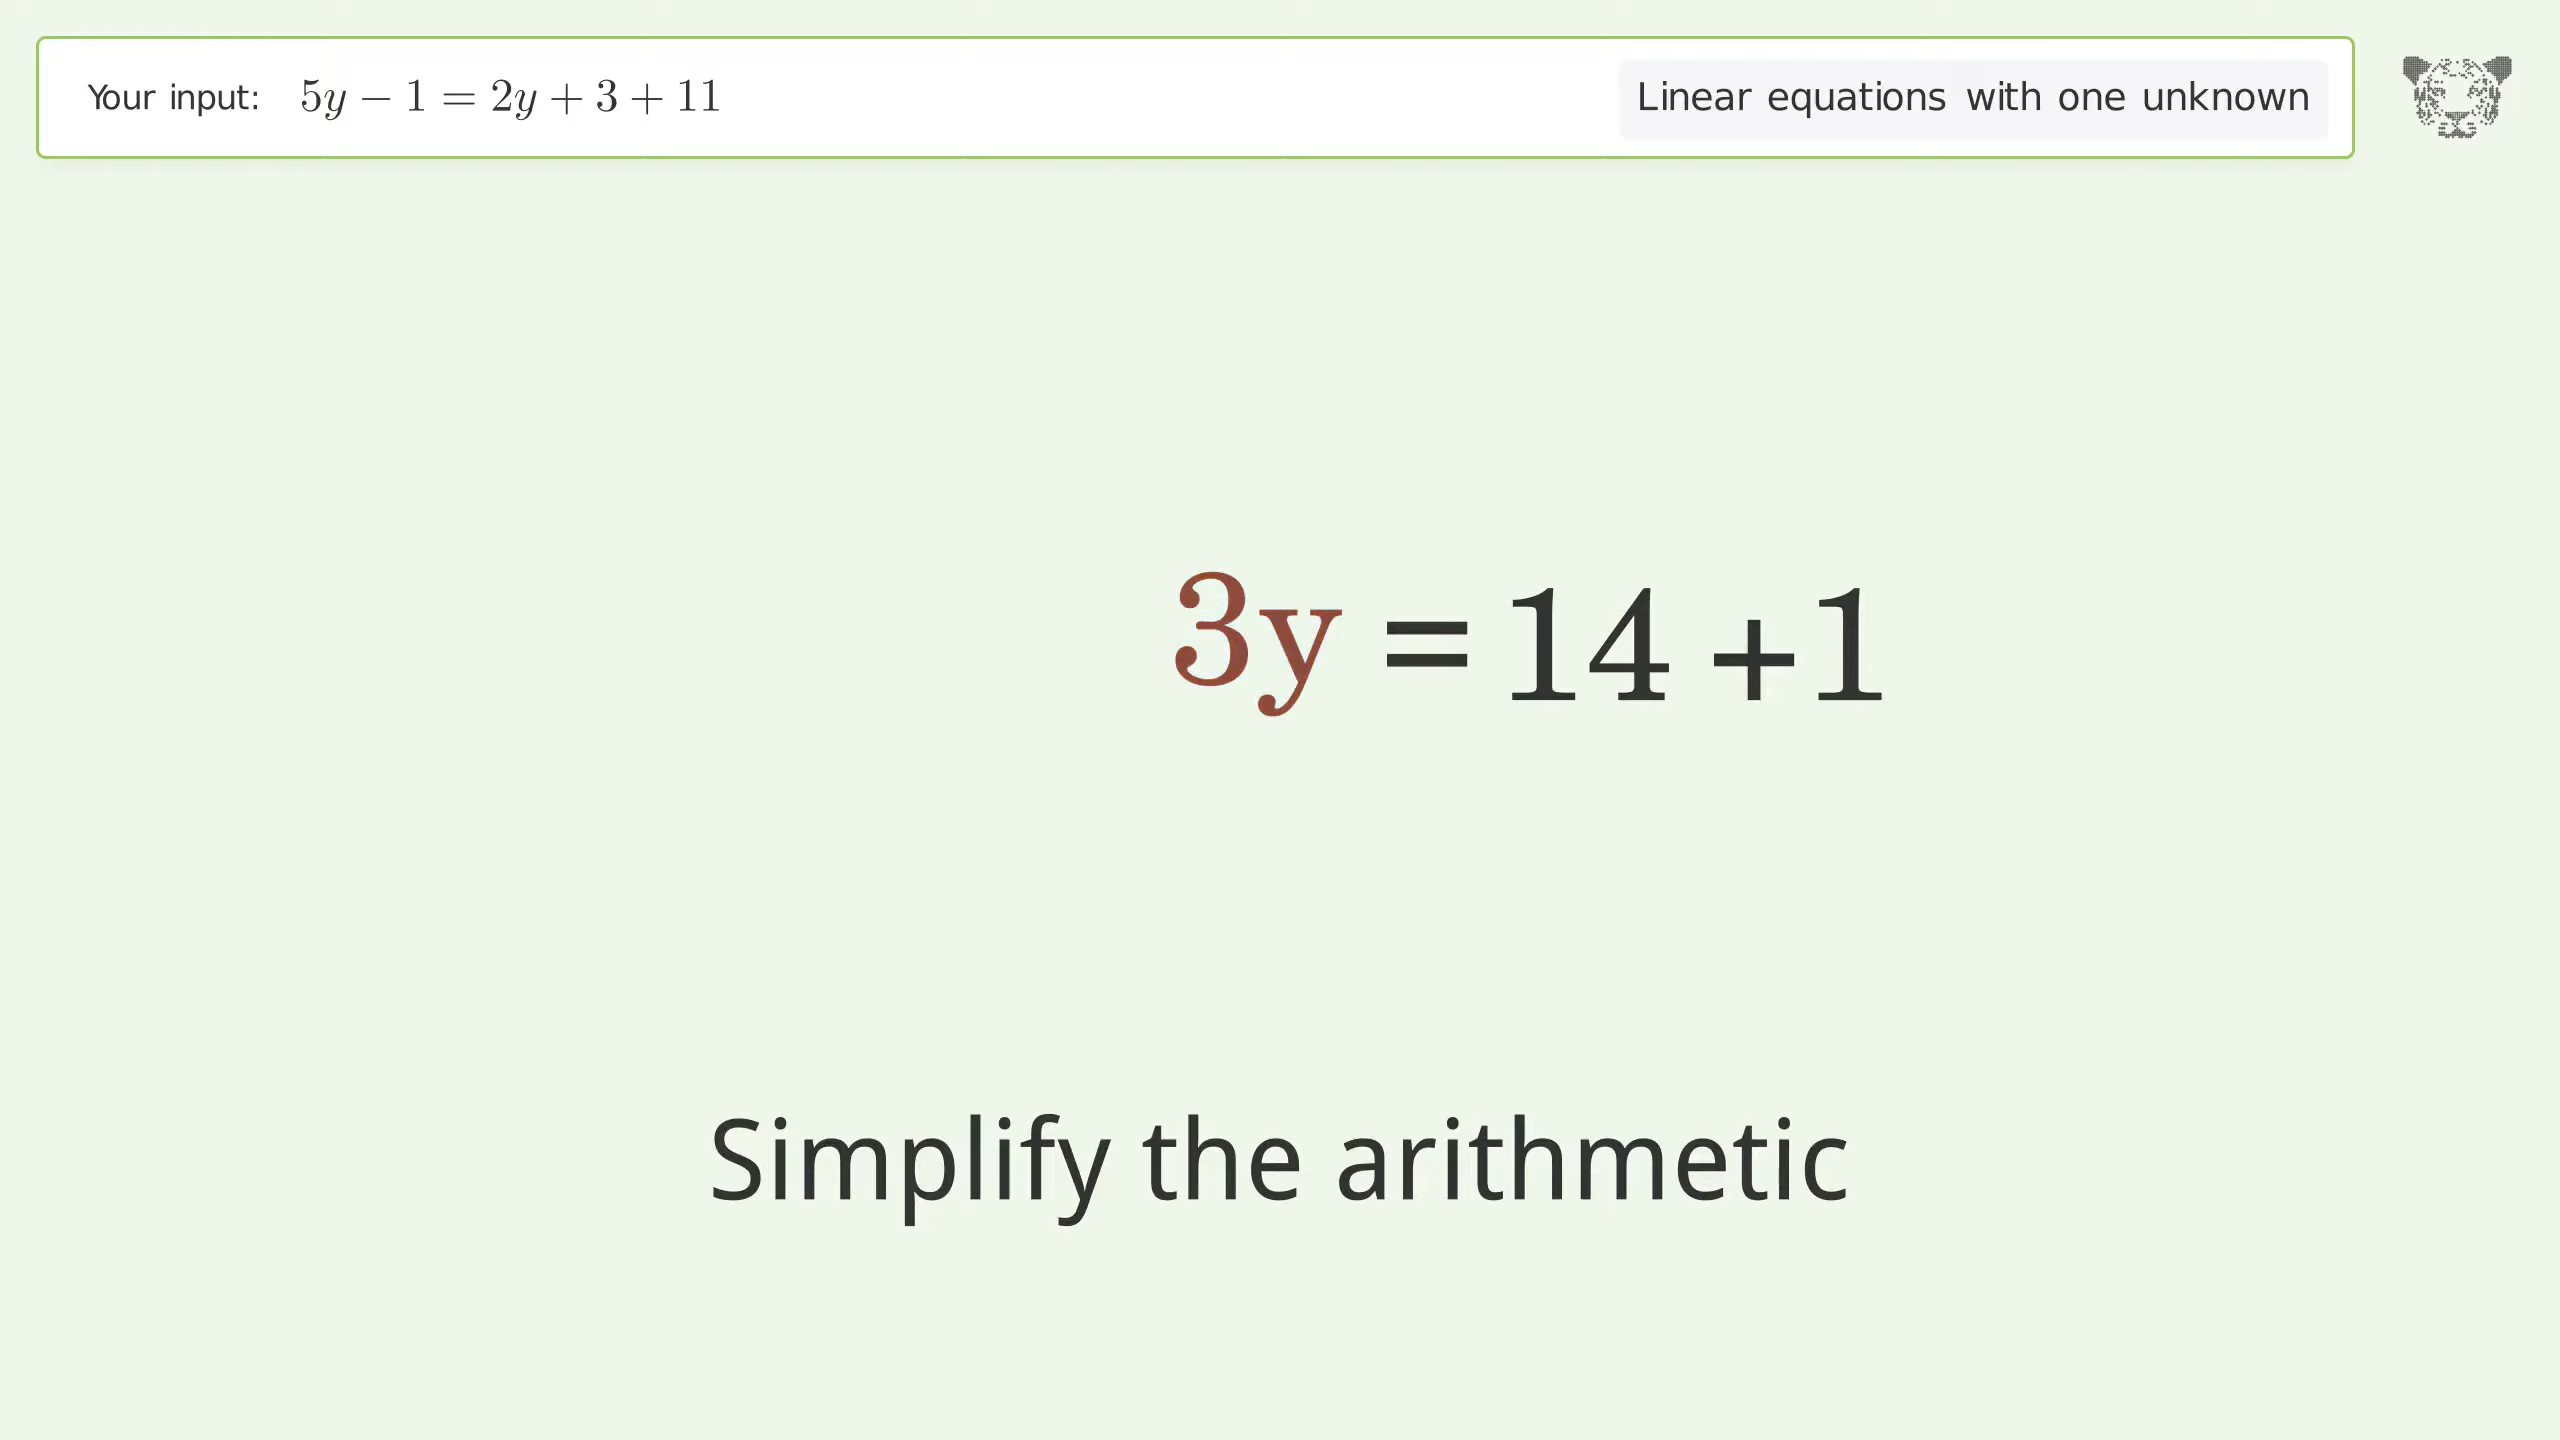 Your input: 5y − 1 = 2y + 3 + 11
Linear equations with one unknown
3y = 14 +1
Simplify the arithmetic